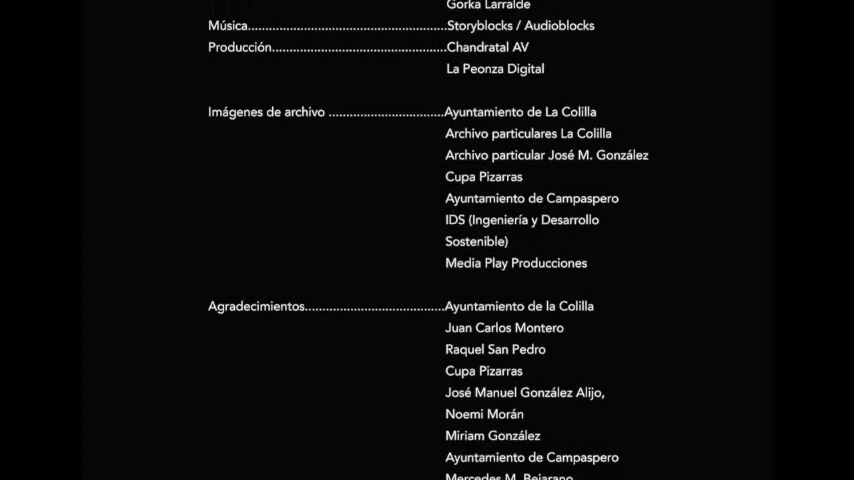 Gorka Larralde
Música.........................................................Storyblocks / Audioblocks
Producción..................................................Chandratal AV
La Peonza Digital
Imágenes de archivo .................................Ayuntamiento de La Colilla
Archivo particulares La Colilla
Archivo particular José M. González
Cupa Pizarras
Ayuntamiento de Campaspero
IDS (Ingeniería y Desarrollo
Sostenible)
Media Play Producciones
Agradecimientos........................................Ayuntamiento de la Colilla
Juan Carlos Montero
Raquel San Pedro
Cupa Pizarras
José Manuel González Alijo,
Noemi Morán
Miriam González
Ayuntamiento de Campaspero
Mercedes M. Bejarano